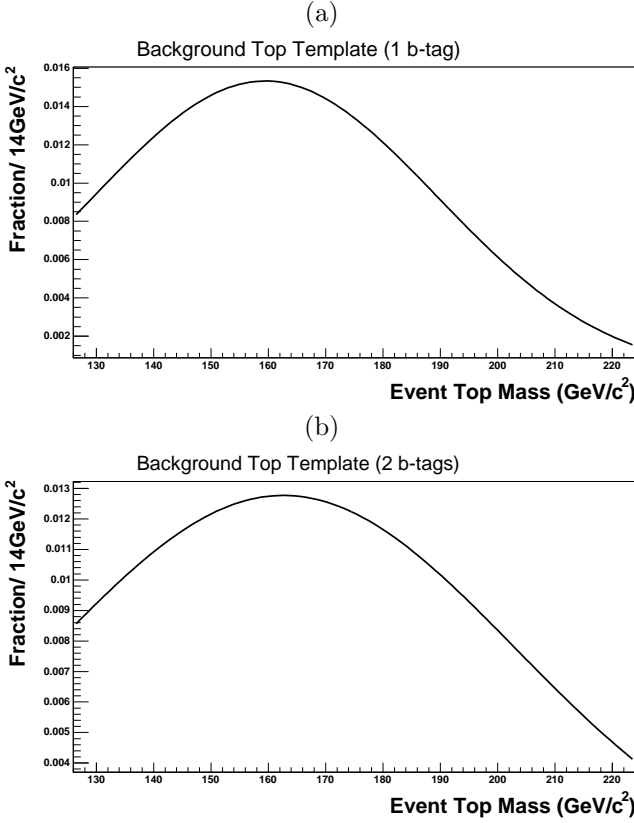 (a)
Background Top Template (1 b-tag)
Fraction/ 14GeV/c²
0.016
0.014
0.012
0.01
0.008
0.006
0.004
0.002
130 140 150 160 170 180 190 200 210 220
Event Top Mass (GeV/c²)
(b)
Background Top Template (2 b-tags)
Fraction/ 14GeV/c²
0.013
0.012
0.011
0.01
0.009
0.008
0.007
0.006
0.005
0.004
130 140 150 160 170 180 190 200 210 220
Event Top Mass (GeV/c²)